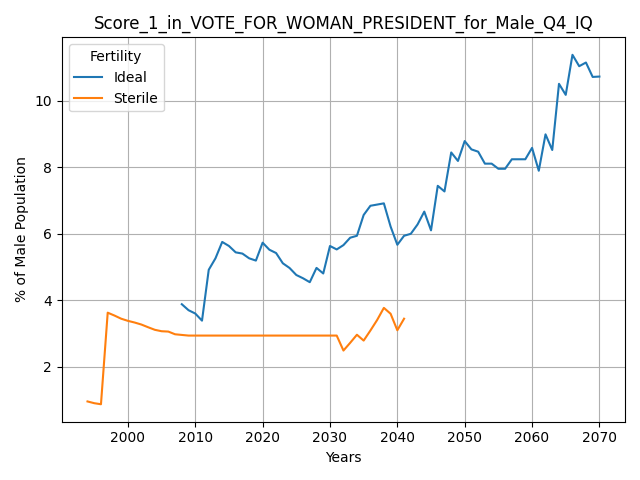 Score_1_in_VOTE_FOR_WOMAN_PRESIDENT_for_Male_Q4_IQ
Fertility
Ideal
Sterile
% of Male Population
10
8
6
4
2
2000 2010 2020 2030 2040 2050 2060 2070
Years